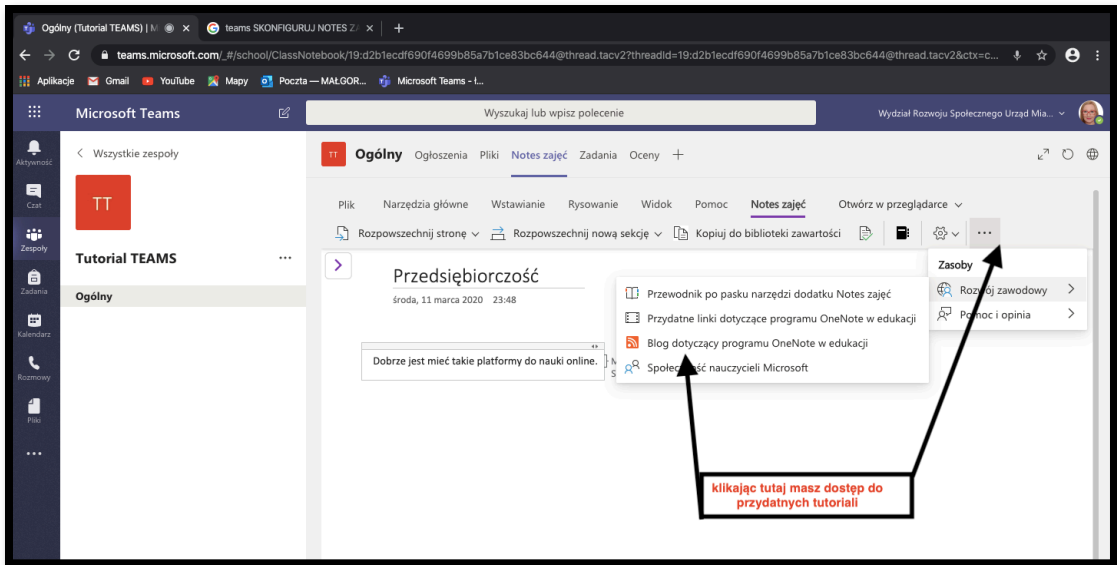 Ogólny (Tutorial TEAMS) | M
teams SKONFIGURUJ NOTES ZA
teams.microsoft.com/_#/school/ClassNotebook/19:d2b1ecdf690f4699b85a7b1ce83bc644@thread.tacv2?threadId=19:d2b1ecdf690f4699b85a7b1ce83bc644@thread.tacv2&ctx=c...
Aplikacje Gmail YouTube Mapy Poczta — MAŁGOR... Microsoft Teams - ł...
Microsoft Teams
Wyszukaj lub wpisz polecenie
Wydział Rozwoju Społecznego Urząd Mia...
Aktywność
Czat
Zespoły
Zadania
Kalendarz
Rozmowy
Pliki
Wszystkie zespoły
TT
Tutorial TEAMS
Ogólny
TT Ogólny Ogłoszenia Pliki Notes zajęć Zadania Oceny
Plik Narzędzia główne Wstawianie Rysowanie Widok Pomoc Notes zajęć Otwórz w przeglądarce
Rozpowszechnij stronę Rozpowszechnij nową sekcję Kopiuj do biblioteki zawartości
Przedsiębiorczość
środa, 11 marca 2020 23:48
Dobrze jest mieć takie platformy do nauki online.
Zasoby
Rozwój zawodowy
Pomoc i opinia
Przewodnik po pasku narzędzi dodatku Notes zajęć
Przydatne linki dotyczące programu OneNote w edukacji
Blog dotyczący programu OneNote w edukacji
Społeczność nauczycieli Microsoft
klikając tutaj masz dostęp do
przydatnych tutoriali